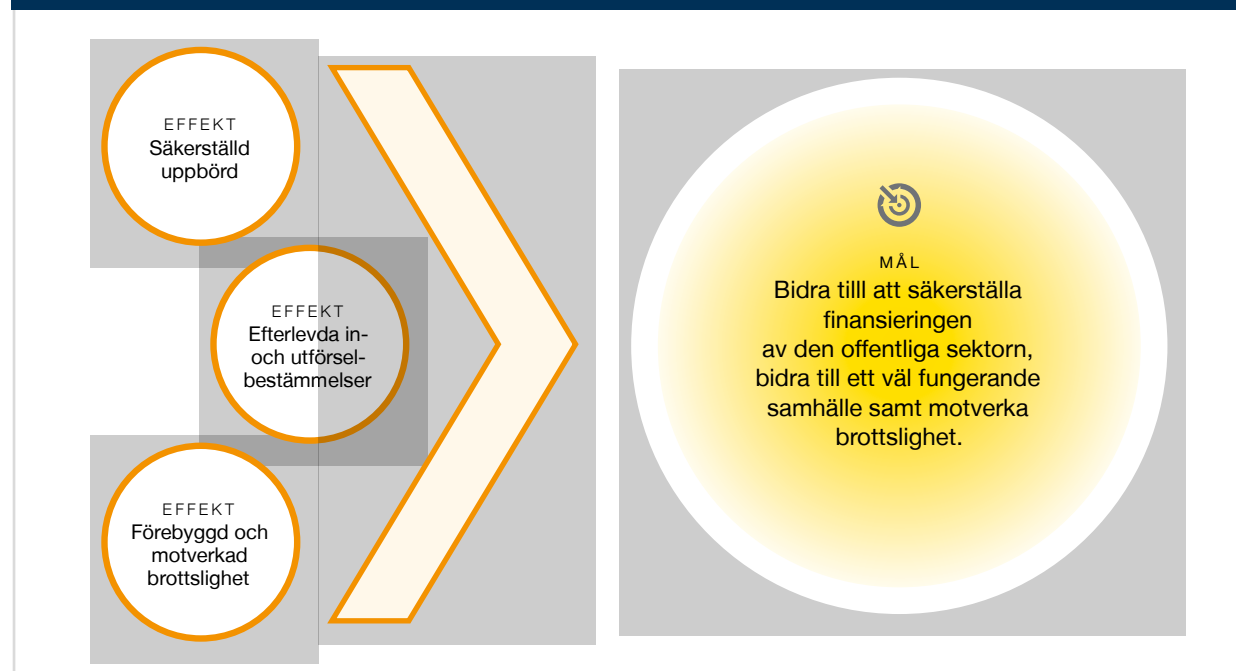 EFFEKT
Säkerställd
uppbörd
EFFEKT
Efterlevda in-
och utförsel-
bestämmelser
EFFEKT
Förebyggd och
motverkad
brottslighet
MÅL
Bidra tilll att säkerställa
finansieringen
av den offentliga sektorn,
bidra till ett väl fungerande
samhälle samt motverka
brottslighet.